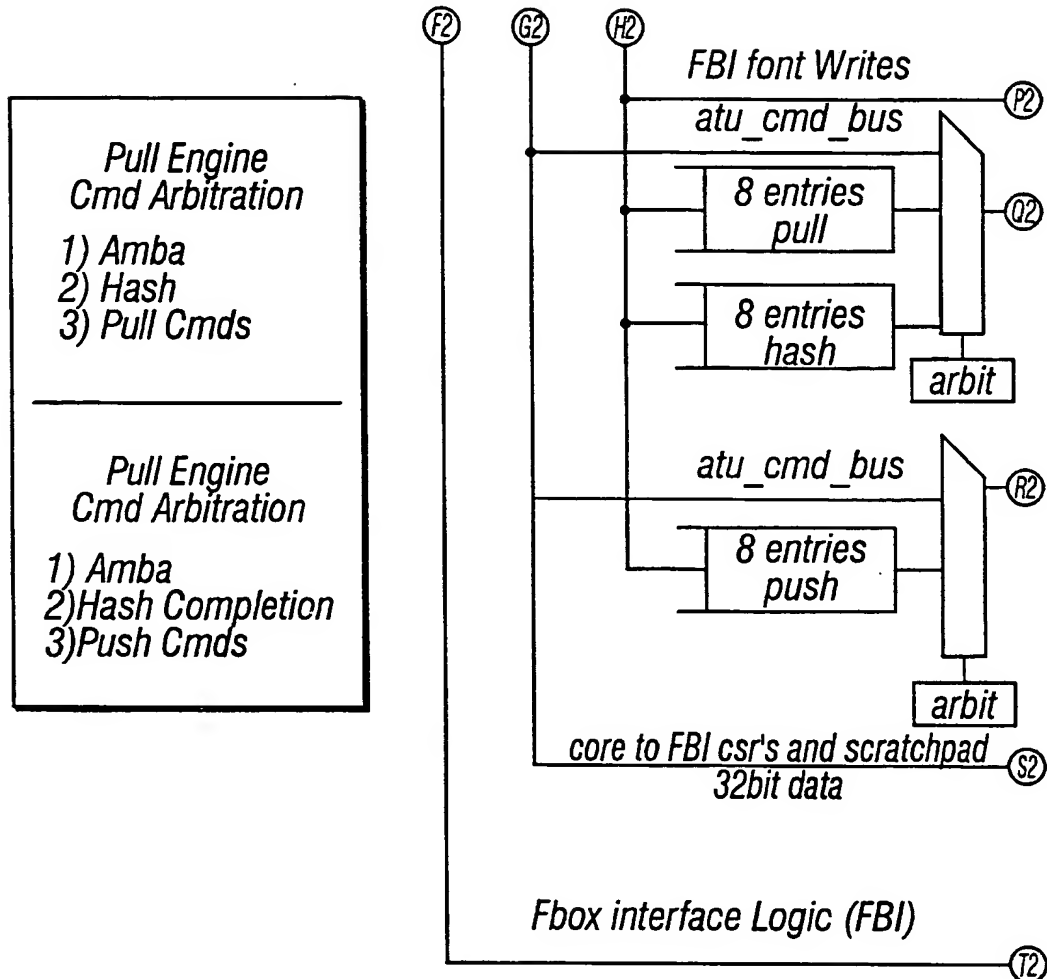 F2 G2 H2
FBI font Writes
P2
atu_cmd_bus
8 entries
pull
Q2
8 entries
hash
arbit
atu_cmd_bus
R2
8 entries
push
arbit
core to FBI csr's and scratchpad
S2
32bit data
Fbox interface Logic (FBI)
T2
Pull Engine
Cmd Arbitration
1) Amba
2) Hash
3) Pull Cmds
Pull Engine
Cmd Arbitration
1) Amba
2)Hash Completion
3)Push Cmds